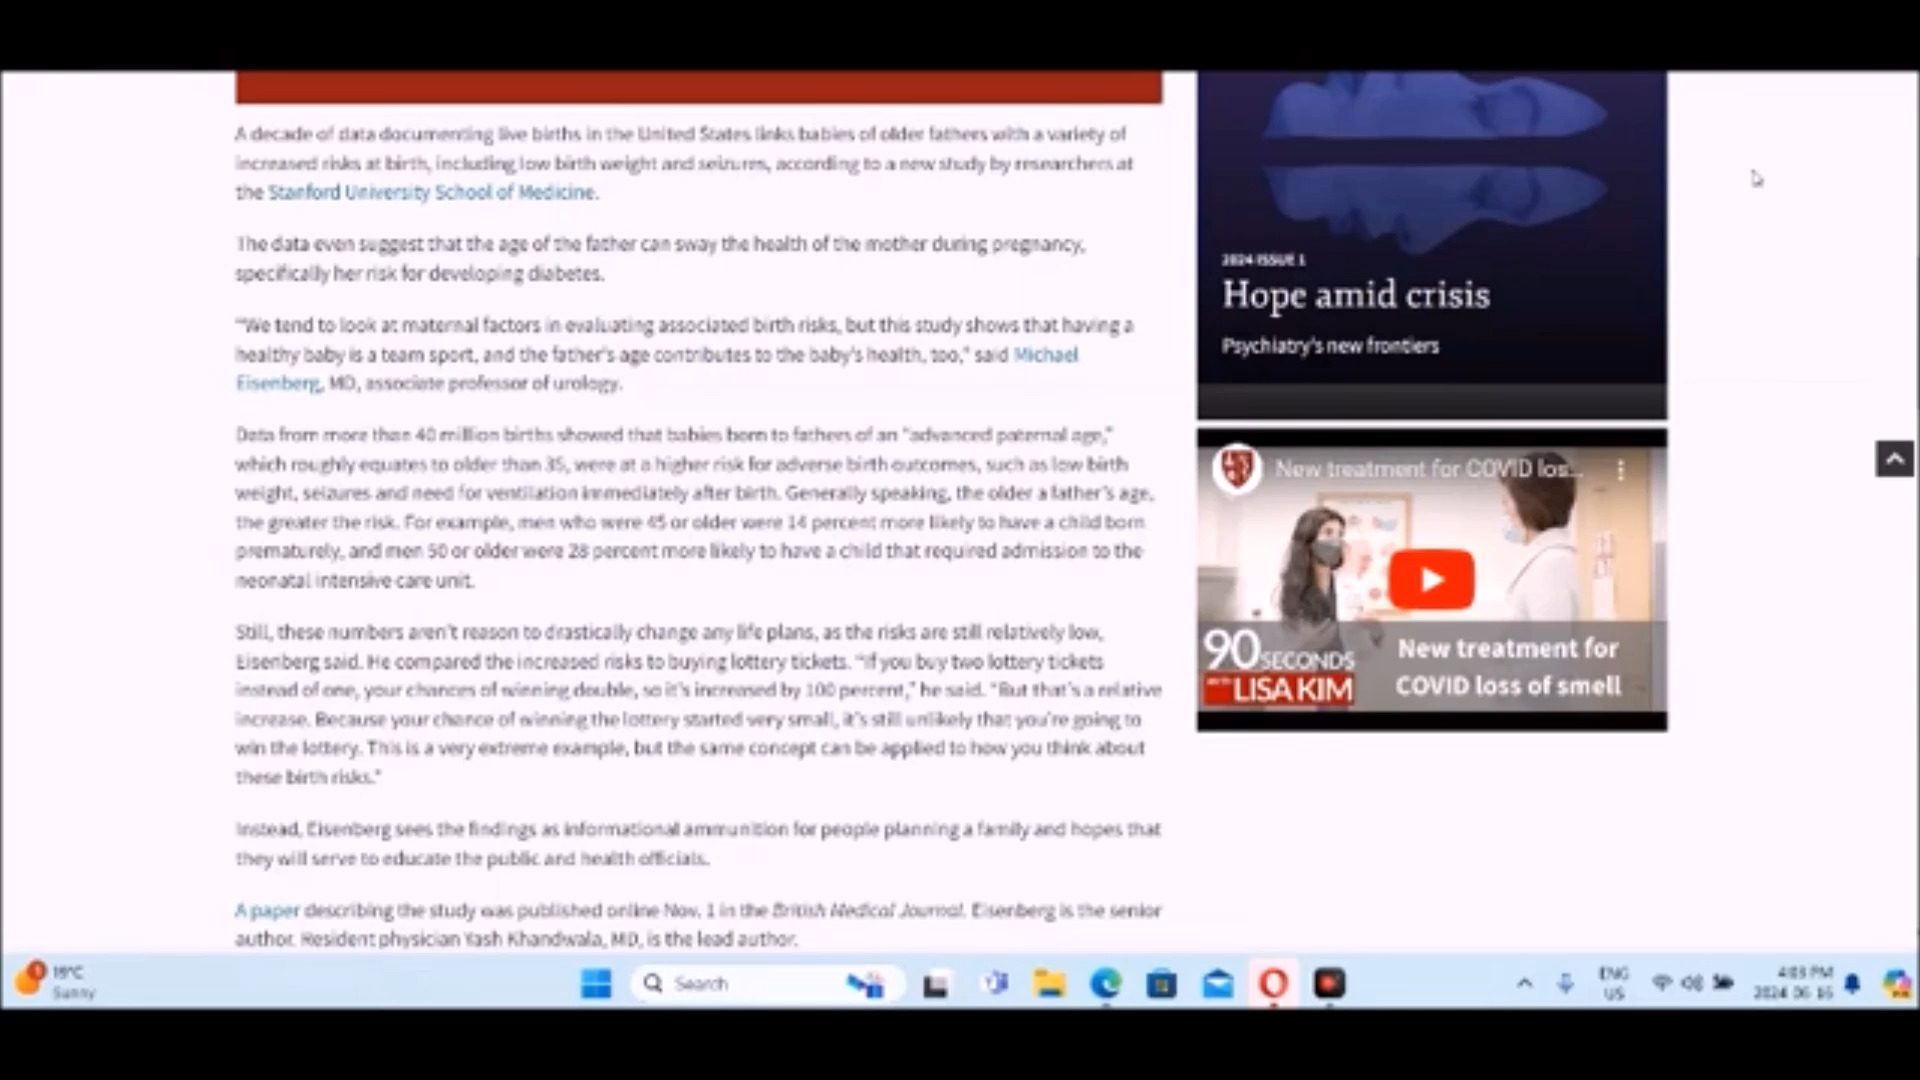 A decade of data documenting live births in the United States links babies of older fathers with a variety of
increased risks at birth, including low birth weight and seizures, according to a new study by researchers at
the Stanford University School of Medicine.
The data even suggest that the age of the father can sway the health of the mother during pregnancy,
specifically her risk for developing diabetes.
"We tend to look at maternal factors in evaluating associated birth risks, but this study shows that having a
healthy baby is a team sport, and the father's age contributes to the baby's health, too," said Michael
Eisenberg, MD, associate professor of urology.
Data from more than 40 million births showed that babies born to fathers of an "advanced paternal age,"
which roughly equates to older than 35, were at a higher risk for adverse birth outcomes, such as low birth
weight, seizures and need for ventilation immediately after birth. Generally speaking, the older a father's age,
the greater the risk. For example, men who were 45 or older were 14 percent more likely to have a child born
prematurely, and men 50 or older were 28 percent more likely to have a child that required admission to the
neonatal intensive care unit.
Still, these numbers aren't reason to drastically change any life plans, as the risks are still relatively low,
Eisenberg said. He compared the increased risks to buying lottery tickets. "If you buy two lottery tickets
instead of one, your chances of winning double, so it's increased by 100 percent," he said. "But that's a relative
increase. Because your chance of winning the lottery started very small, it's still unlikely that you're going to
win the lottery. This is a very extreme example, but the same concept can be applied to how you think about
these birth risks."
Instead, Eisenberg sees the findings as informational ammunition for people planning a family and hopes that
they will serve to educate the public and health officials.
A paper describing the study was published online Nov. 1 in the British Medical Journal. Eisenberg is the senior
author. Resident physician Yash Khandwala, MD, is the lead author.
2024 ISSUE 1
Hope amid crisis
Psychiatry's new frontiers
New treatment for COVID los...
90 SECONDS
WITH LISA KIM
New treatment for
COVID loss of smell
1
19°C
Sunny
Search
ENG
US
4:03 PM
2024-06-16